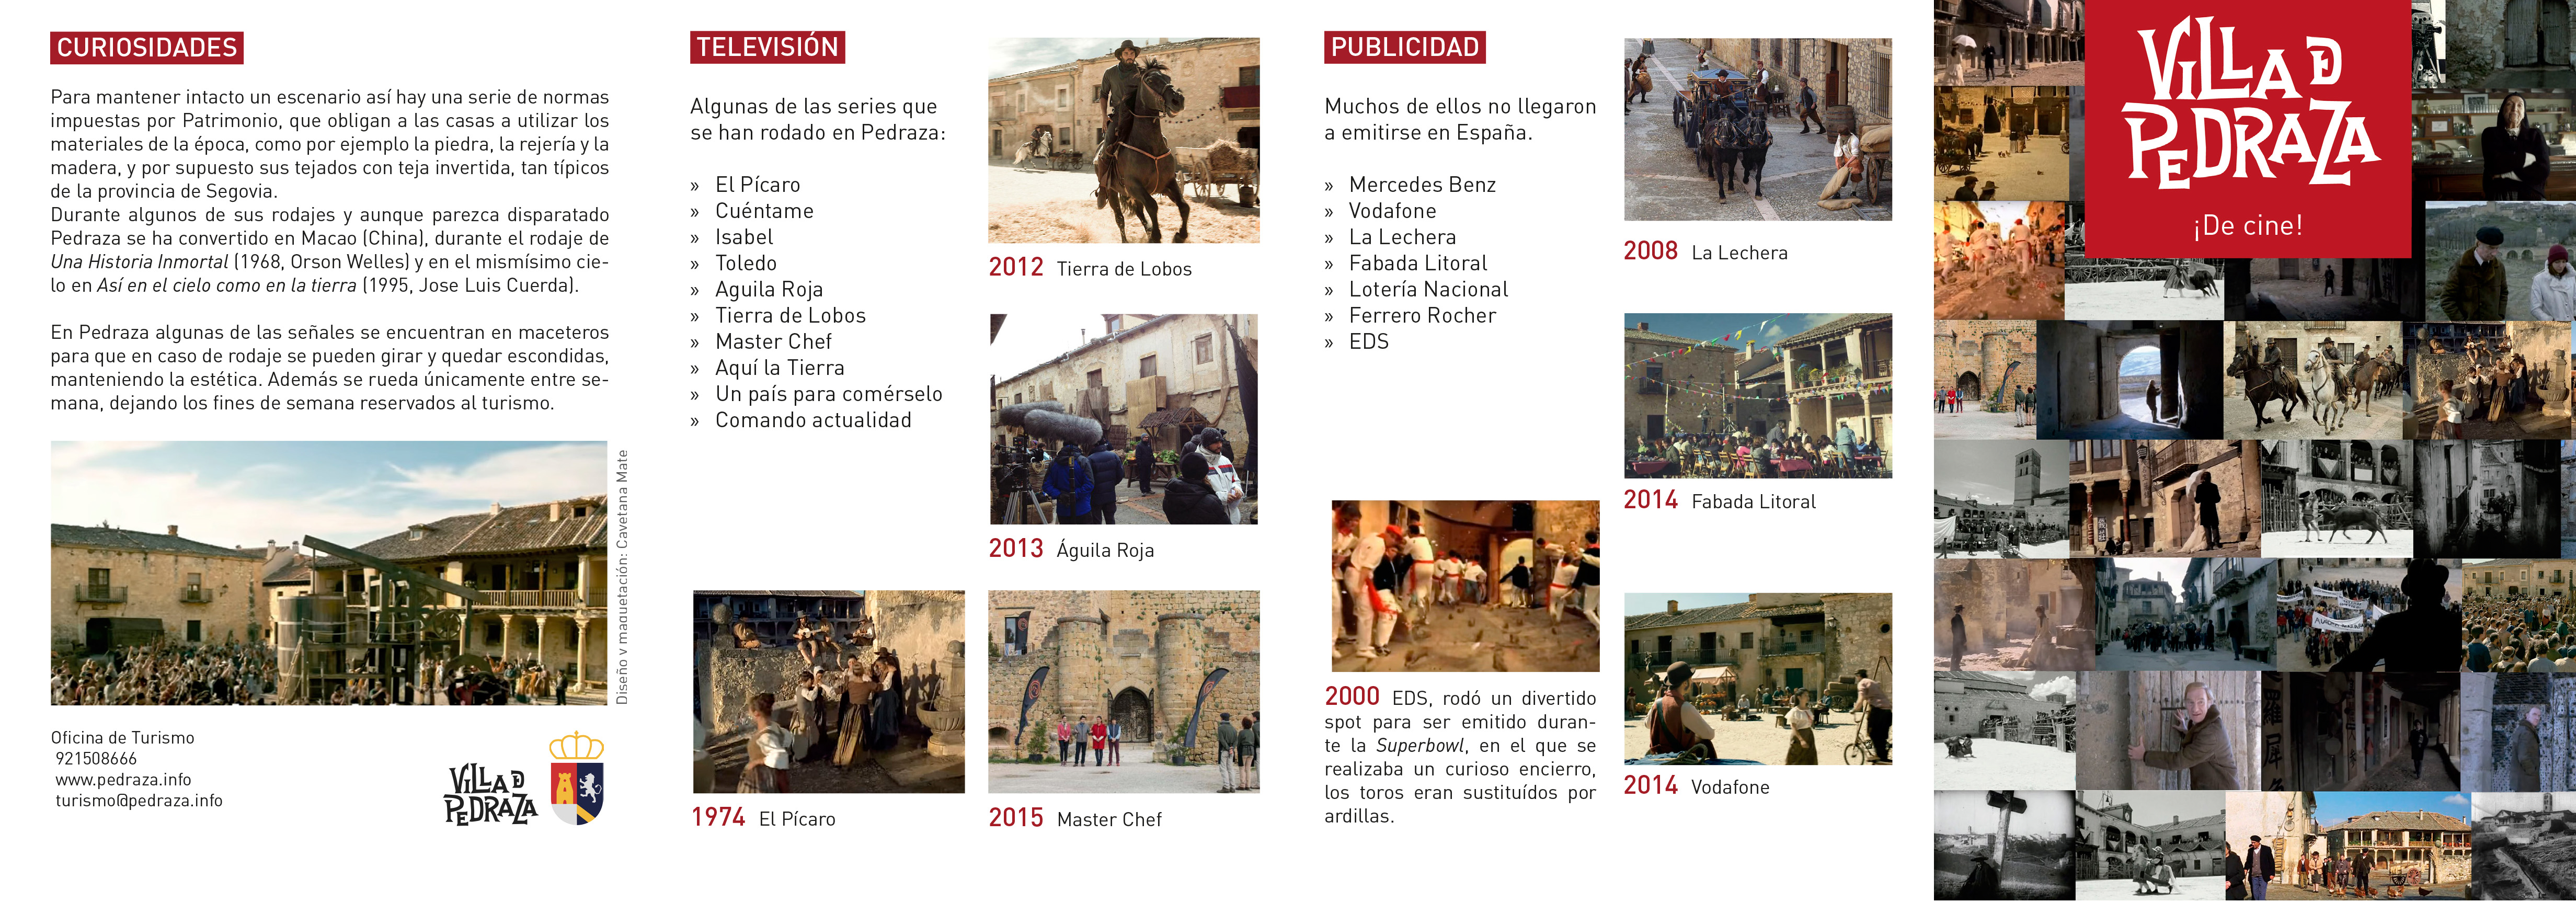 CURIOSIDADES
Para mantener intacto un escenario así hay una serie de normas
impuestas por Patrimonio, que obligan a las casas a utilizar los
materiales de la época, como por ejemplo la piedra, la rejería y la
madera, y por supuesto sus tejados con teja invertida, tan típicos
de la provincia de Segovia.
Durante algunos de sus rodajes y aunque parezca disparatado
Pedraza se ha convertido en Macao (China), durante el rodaje de
Una Historia Inmortal (1968, Orson Welles) y en el mismísimo cie-
lo en Así en el cielo como en la tierra (1995, Jose Luis Cuerda).
En Pedraza algunas de las señales se encuentran en maceteros
para que en caso de rodaje se pueden girar y quedar escondidas,
manteniendo la estética. Además se rueda únicamente entre se-
mana, dejando los fines de semana reservados al turismo.
Diseño y maquetación: Cayetana Mate
Oficina de Turismo
921508666
www.pedraza.info
turismo@pedraza.info
VILLA D
PEDRAZA
TELEVISIÓN
Algunas de las series que
se han rodado en Pedraza:
» El Pícaro
» Cuéntame
» Isabel
» Toledo
» Aguila Roja
» Tierra de Lobos
» Master Chef
» Aquí la Tierra
» Un país para comérselo
» Comando actualidad
2012 Tierra de Lobos
2013 Águila Roja
1974 El Pícaro
2015 Master Chef
PUBLICIDAD
Muchos de ellos no llegaron
a emitirse en España.
» Mercedes Benz
» Vodafone
» La Lechera
» Fabada Litoral
» Lotería Nacional
» Ferrero Rocher
» EDS
2000 EDS, rodó un divertido
spot para ser emitido duran-
te la Superbowl, en el que se
realizaba un curioso encierro,
los toros eran sustituídos por
ardillas.
2008 La Lechera
2014 Fabada Litoral
2014 Vodafone
VILLA DE
PEDRAZA
¡De cine!